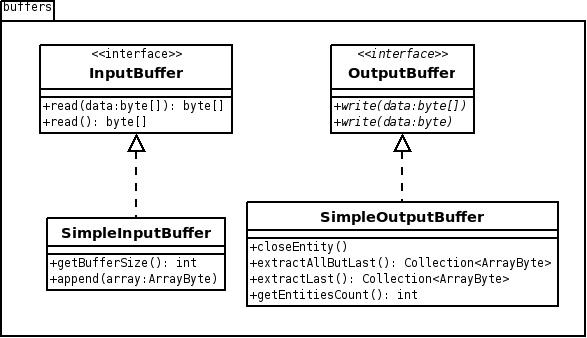 buffers
<<interface>>
InputBuffer
+read(data:byte[]): byte[]
+read(): byte[]
<<interface>>
OutputBuffer
+write(data:byte[])
+write(data:byte)
SimpleInputBuffer
+getBufferSize(): int
+append(array:ArrayByte)
SimpleOutputBuffer
+closeEntity()
+extractAllButLast(): Collection<ArrayByte>
+extractLast(): Collection<ArrayByte>
+getEntitiesCount(): int